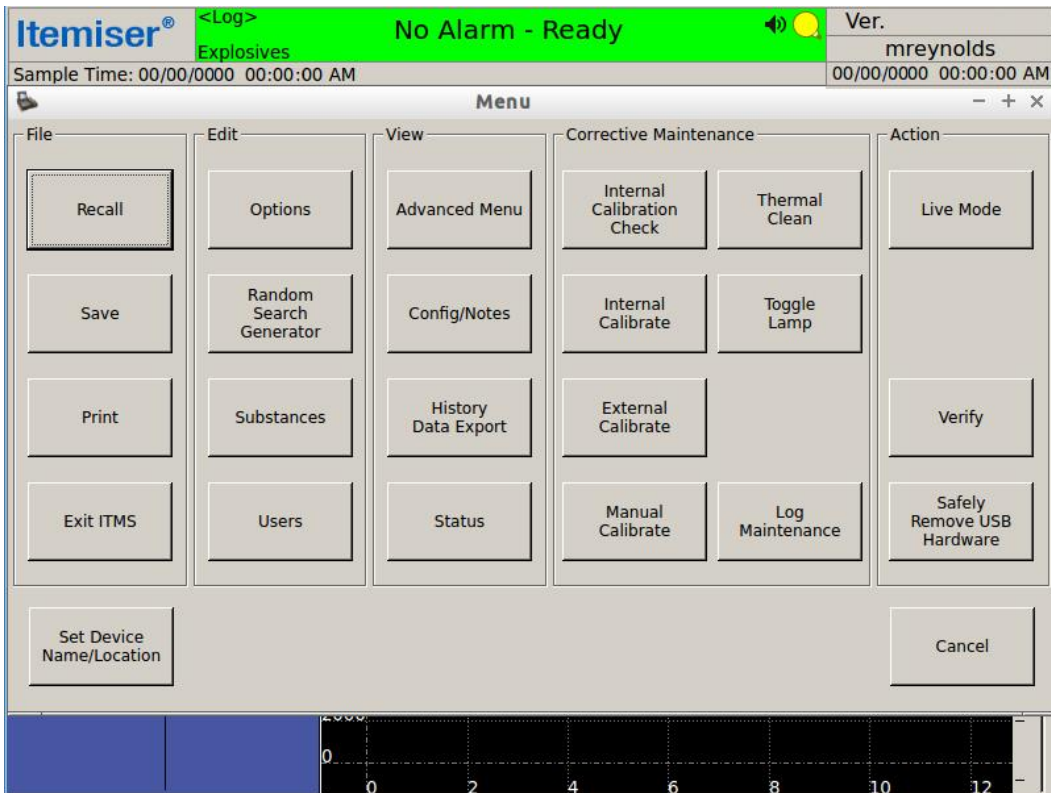 Itemiser®
<Log>
Explosives
No Alarm - Ready
Ver.
mreynolds
Sample Time: 00/00/0000 00:00:00 AM
00/00/0000 00:00:00 AM
Menu
File
Edit
View
Corrective Maintenance
Action
Recall
Options
Advanced Menu
Internal
Calibration
Check
Thermal
Clean
Live Mode
Save
Random
Search
Generator
Config/Notes
Internal
Calibrate
Toggle
Lamp
Print
Substances
History
Data Export
External
Calibrate
Verify
Exit ITMS
Users
Status
Manual
Calibrate
Log
Maintenance
Safely
Remove USB
Hardware
Set Device
Name/Location
Cancel
2000
0
0 2 4 6 8 10 12